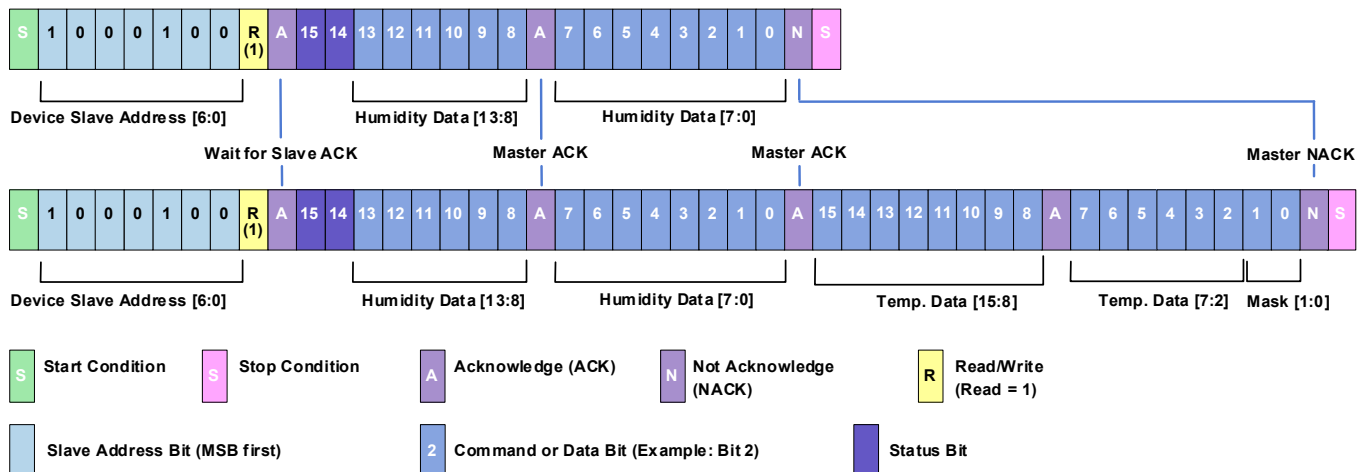 S 1 0 0 0 1 0 0 R (1) A 15 14 13 12 11 10 9 8 A 7 6 5 4 3 2 1 0 N S
Device Slave Address [6:0] Humidity Data [13:8] Humidity Data [7:0]
Wait for Slave ACK Master ACK Master ACK Master NACK
S 1 0 0 0 1 0 0 R (1) A 15 14 13 12 11 10 9 8 A 7 6 5 4 3 2 1 0 A 15 14 13 12 11 10 9 8 A 7 6 5 4 3 2 1 0 N S
Device Slave Address [6:0] Humidity Data [13:8] Humidity Data [7:0] Temp. Data [15:8] Temp. Data [7:2] Mask [1:0]
S Start Condition S Stop Condition A Acknowledge (ACK) N Not Acknowledge R Read/Write
(NACK) (Read = 1)
Slave Address Bit (MSB first) 2 Command or Data Bit (Example: Bit 2) Status Bit